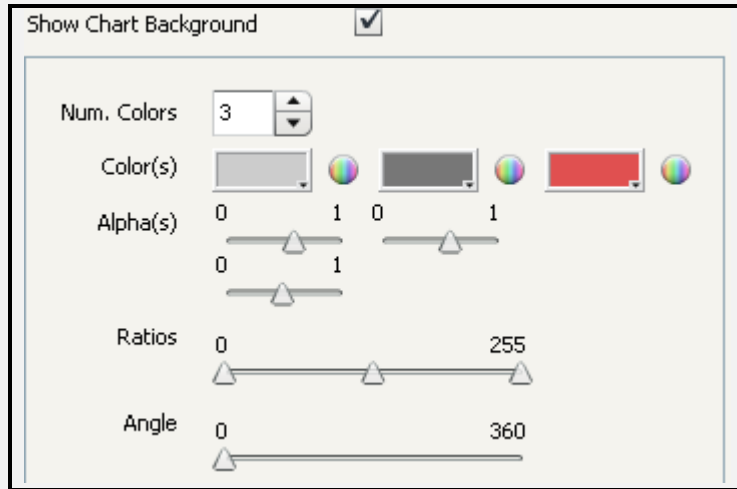 Show Chart Background
Num. Colors 3
Color(s)
Alpha(s) 0 1 0 1
0 1
Ratios 0 255
Angle 0 360